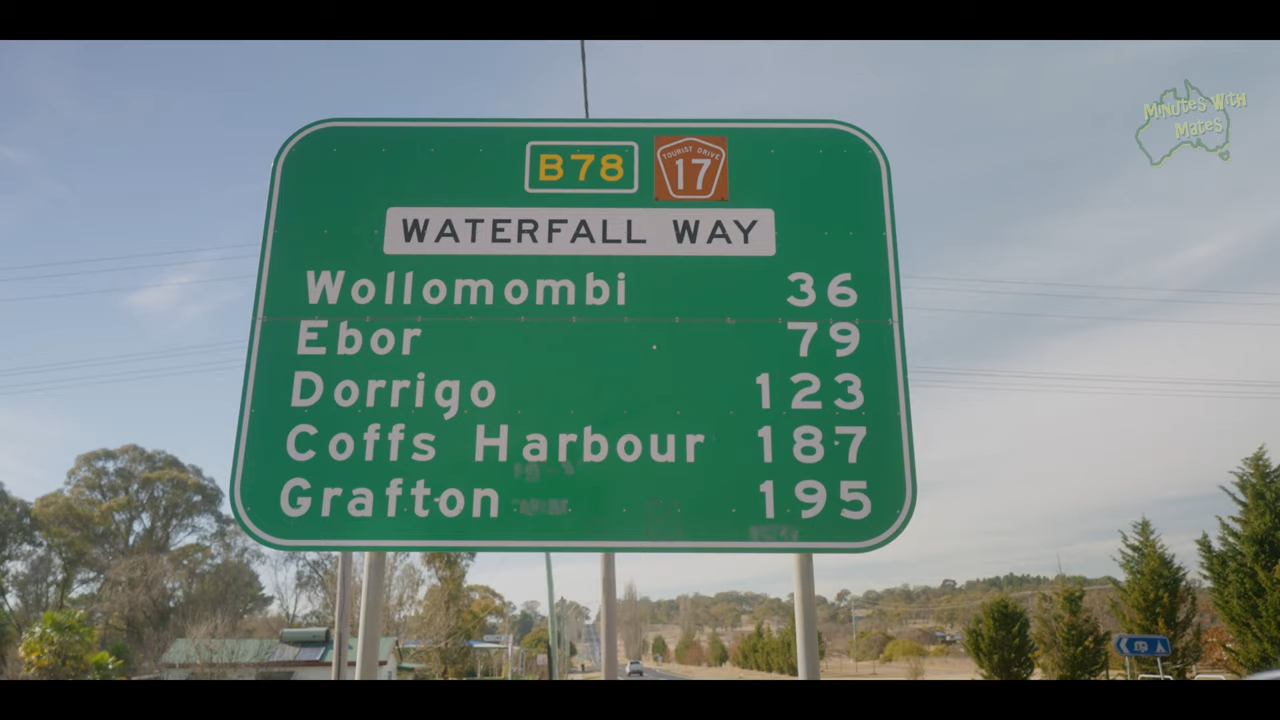 Minutes With
Mates
B78
TOURIST DRIVE
17
WATERFALL WAY
Wollomombi 36
Ebor 79
Dorrigo 123
Coffs Harbour 187
Grafton 195